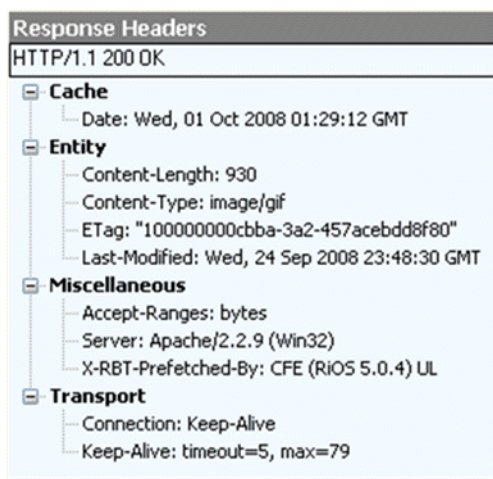 Response Headers
HTTP/1.1 200 OK
Cache
Date: Wed, 01 Oct 2008 01:29:12 GMT
Entity
Content-Length: 930
Content-Type: image/gif
ETag: "100000000cbba-3a2-457acebdd8f80"
Last-Modified: Wed, 24 Sep 2008 23:48:30 GMT
Miscellaneous
Accept-Ranges: bytes
Server: Apache/2.2.9 (Win32)
X-RBT-Prefetched-By: CFE (RiOS 5.0.4) UL
Transport
Connection: Keep-Alive
Keep-Alive: timeout=5, max=79